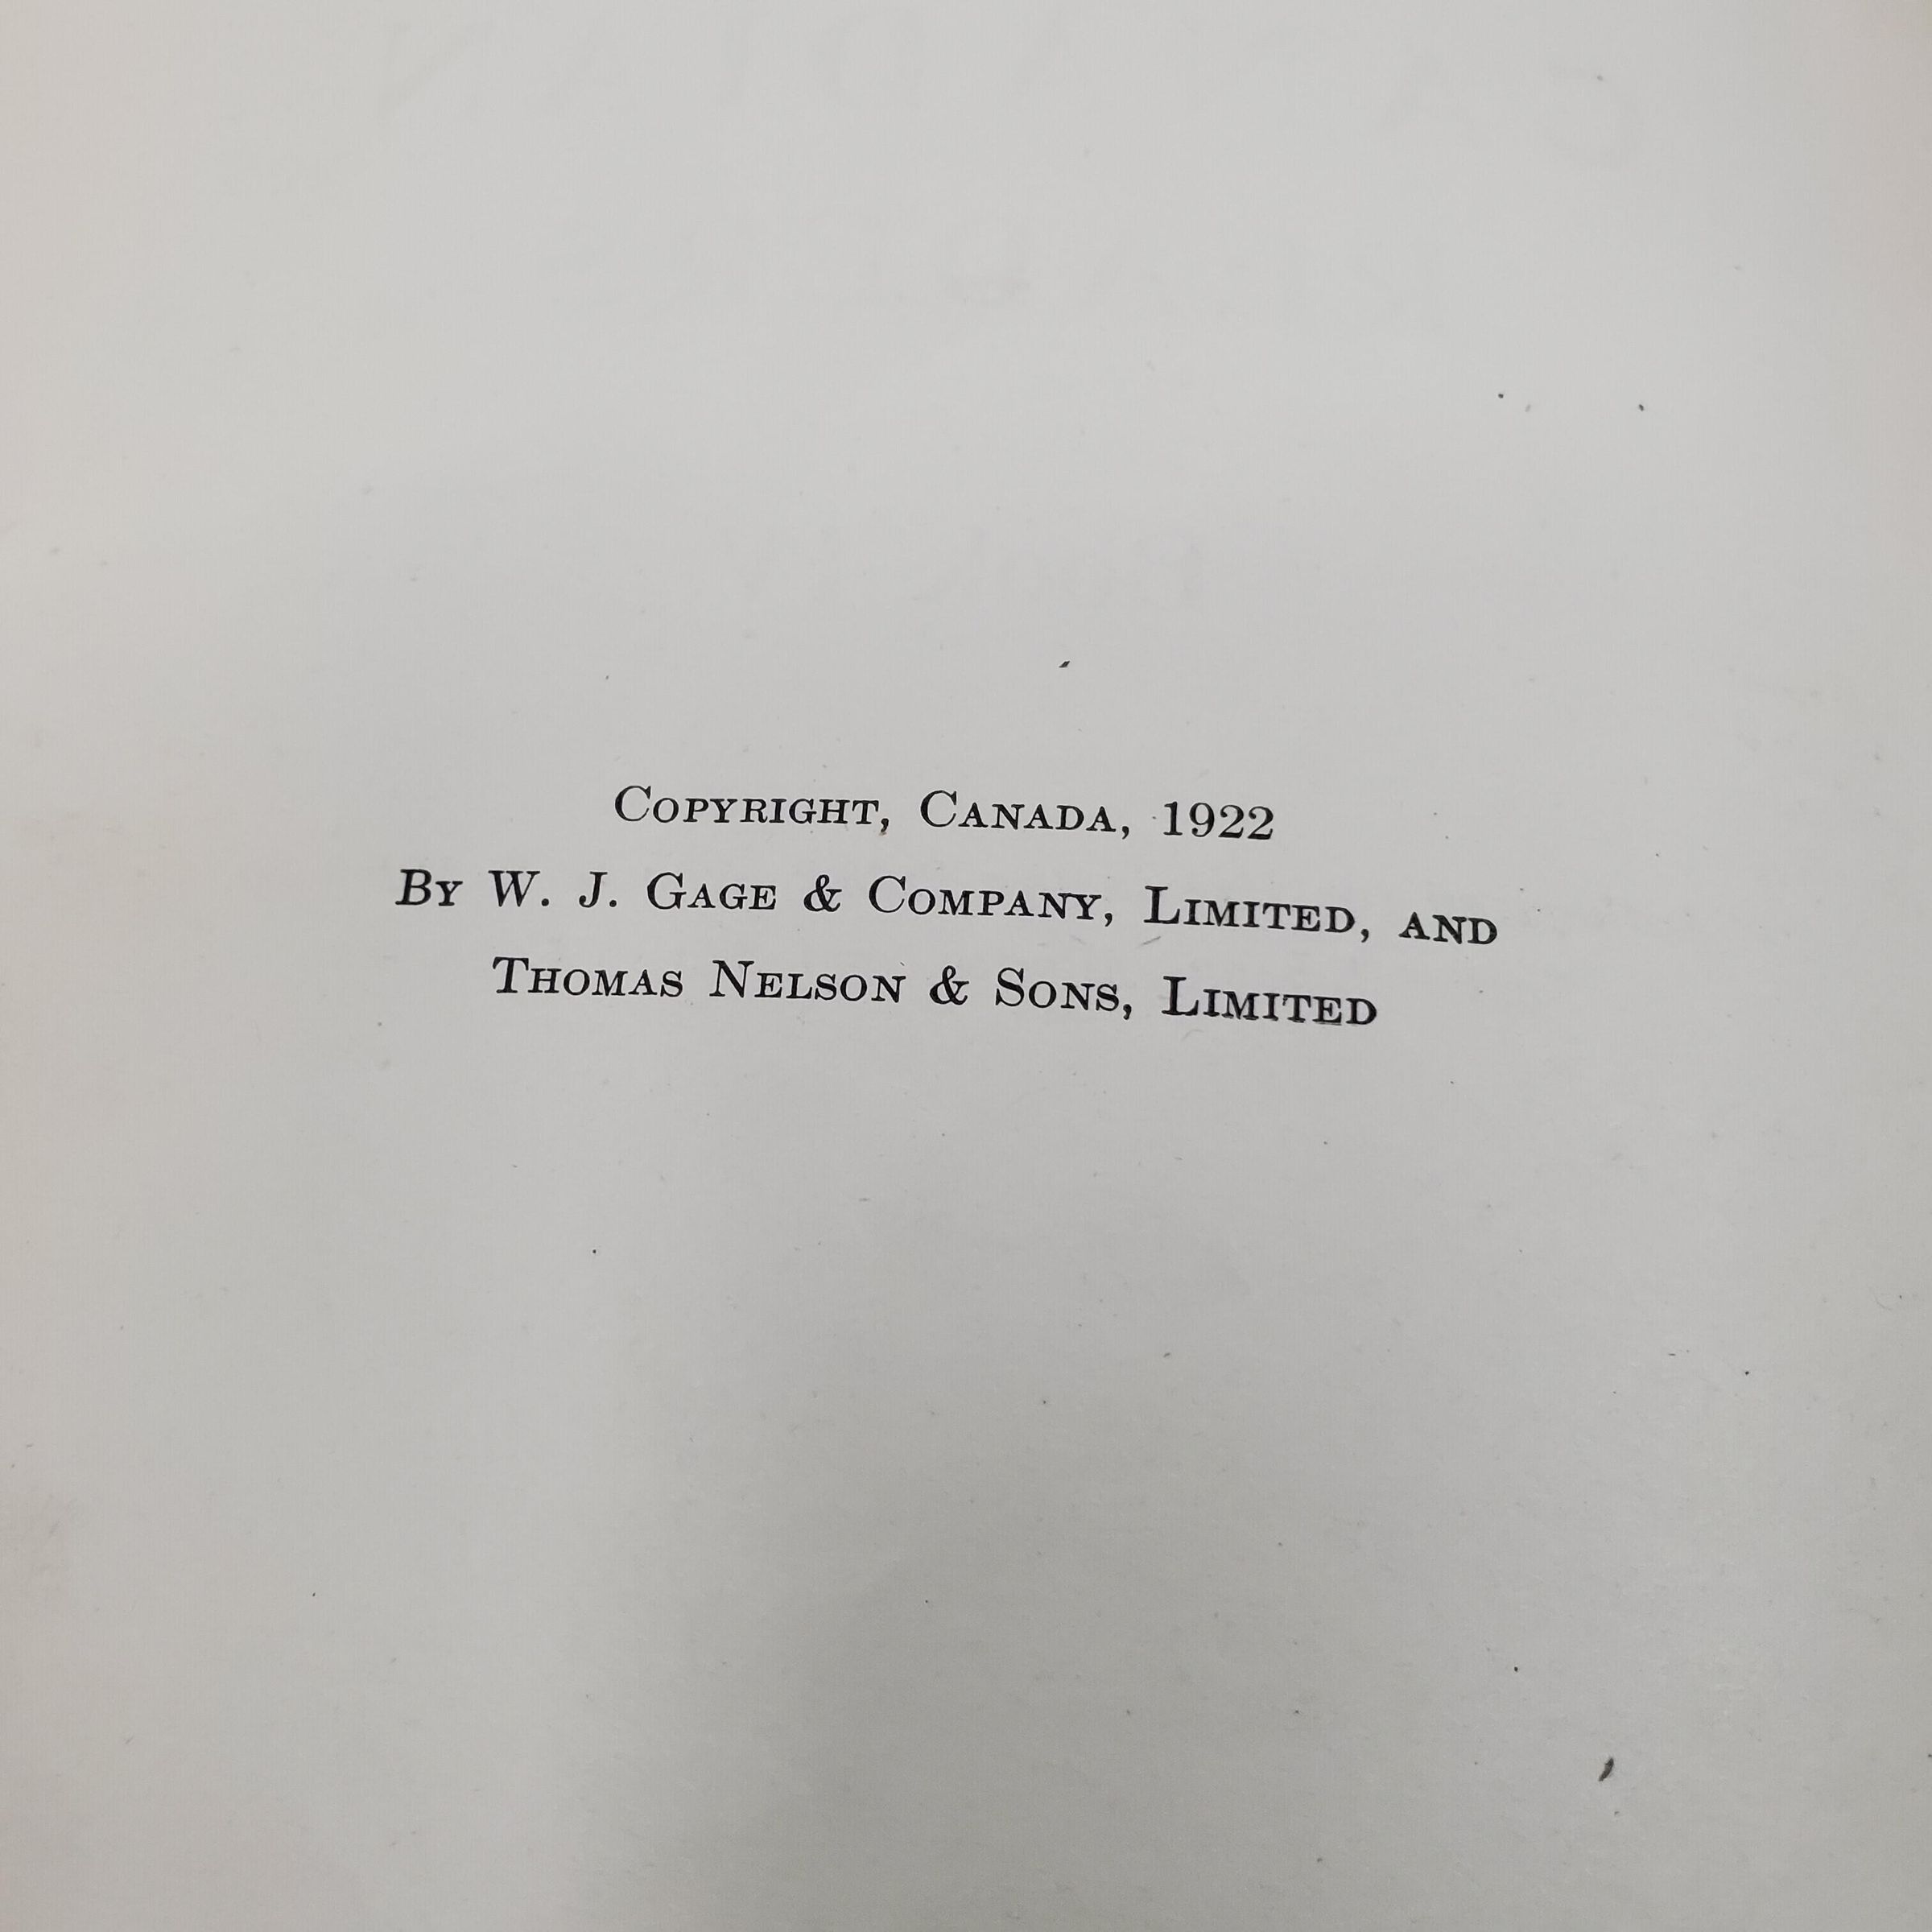 Copyright, Canada, 1922
By W. J. Gage & Company, Limited, and
Thomas Nelson & Sons, Limited